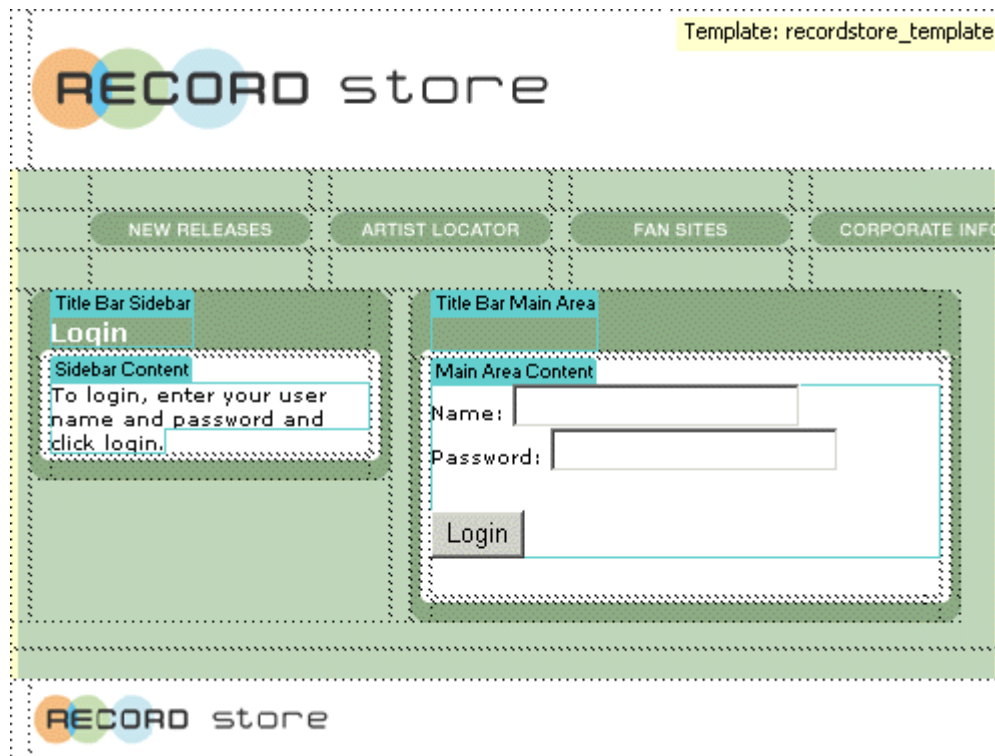 Template: recordstore_template
RECORD store
NEW RELEASES
ARTIST LOCATOR
FAN SITES
CORPORATE INFO
Title Bar Sidebar
Login
Sidebar Content
To login, enter your user
name and password and
click login.
Title Bar Main Area
Main Area Content
Name:
Password:
Login
RECORD store